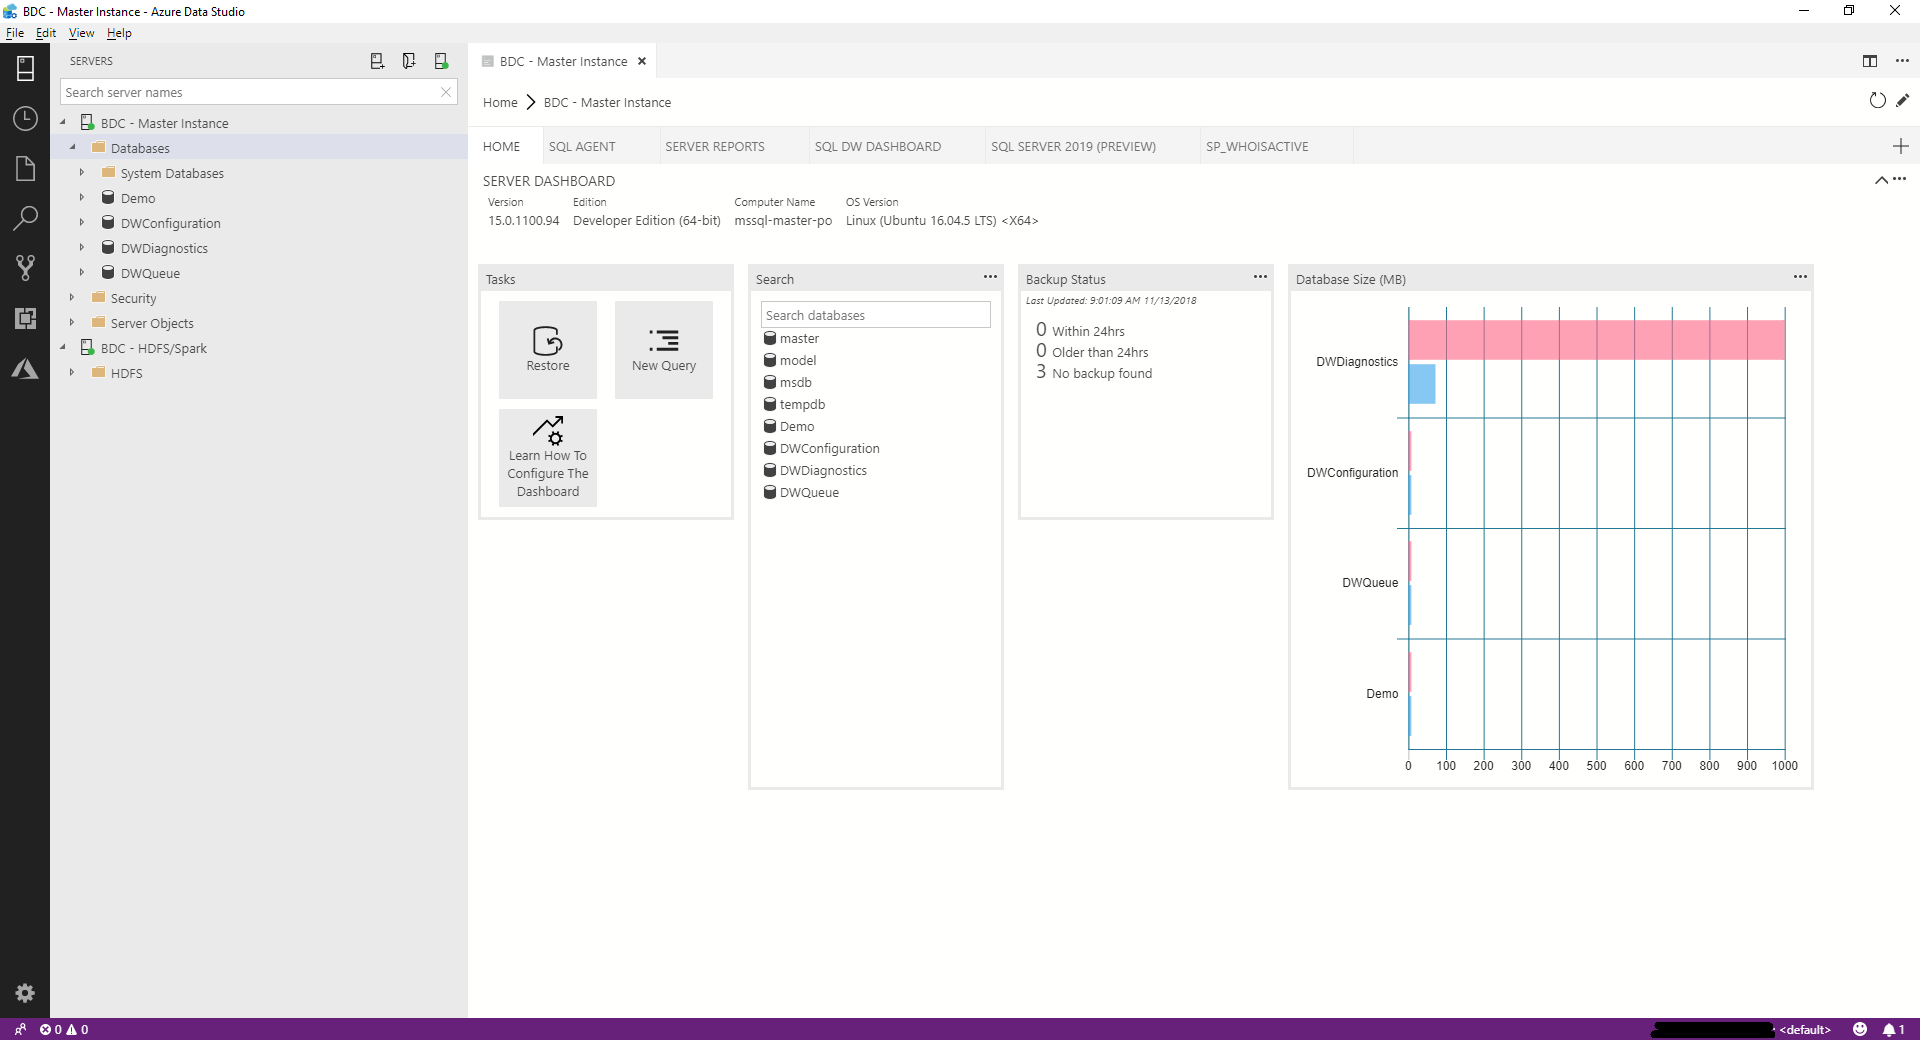 BDC - Master Instance - Azure Data Studio
File Edit View Help
SERVERS
Search server names
BDC - Master Instance
Databases
System Databases
Demo
DWConfiguration
DWDiagnostics
DWQueue
Security
Server Objects
BDC - HDFS/Spark
HDFS
BDC - Master Instance
Home BDC - Master Instance
HOME SQL AGENT SERVER REPORTS SQL DW DASHBOARD SQL SERVER 2019 (PREVIEW) SP_WHOISACTIVE
SERVER DASHBOARD
Version Edition Computer Name OS Version
15.0.1100.94 Developer Edition (64-bit) mssql-master-po Linux (Ubuntu 16.04.5 LTS) <X64>
Tasks
Restore
New Query
Learn How To
Configure The
Dashboard
Search
Search databases
master
model
msdb
tempdb
Demo
DWConfiguration
DWDiagnostics
DWQueue
Backup Status
Last Updated: 9:01:09 AM 11/13/2018
0 Within 24hrs
0 Older than 24hrs
3 No backup found
Database Size (MB)
DWDiagnostics
DWConfiguration
DWQueue
Demo
0 100 200 300 400 500 600 700 800 900 1000
0 0 <default> 1